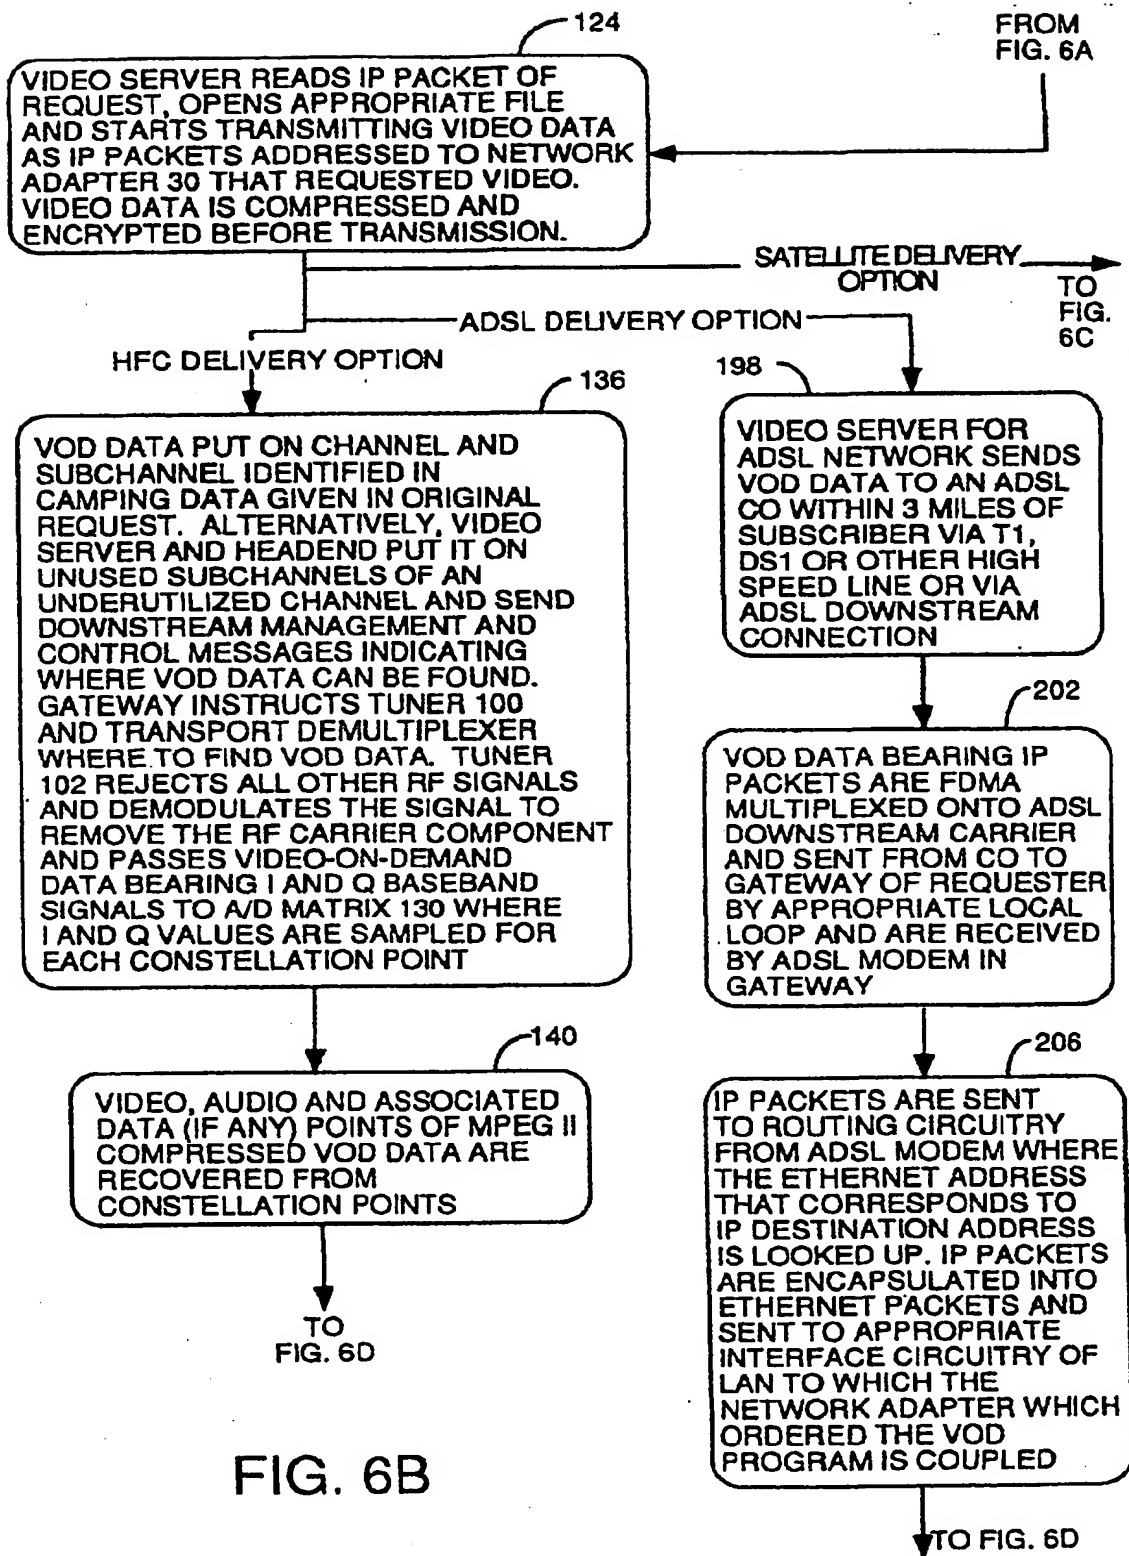 124
FROM
FIG. 6A
VIDEO SERVER READS IP PACKET OF
REQUEST, OPENS APPROPRIATE FILE
AND STARTS TRANSMITTING VIDEO DATA
AS IP PACKETS ADDRESSED TO NETWORK
ADAPTER 30 THAT REQUESTED VIDEO.
VIDEO DATA IS COMPRESSED AND
ENCRYPTED BEFORE TRANSMISSION.
SATELLITE DELIVERY
OPTION
TO
FIG.
6C
ADSL DELIVERY OPTION
HFC DELIVERY OPTION
136
VOD DATA PUT ON CHANNEL AND
SUBCHANNEL IDENTIFIED IN
CAMPING DATA GIVEN IN ORIGINAL
REQUEST. ALTERNATIVELY, VIDEO
SERVER AND HEADEND PUT IT ON
UNUSED SUBCHANNELS OF AN
UNDERUTILIZED CHANNEL AND SEND
DOWNSTREAM MANAGEMENT AND
CONTROL MESSAGES INDICATING
WHERE VOD DATA CAN BE FOUND.
GATEWAY INSTRUCTS TUNER 100
AND TRANSPORT DEMULTIPLEXER
WHERE TO FIND VOD DATA. TUNER
102 REJECTS ALL OTHER RF SIGNALS
AND DEMODULATES THE SIGNAL TO
REMOVE THE RF CARRIER COMPONENT
AND PASSES VIDEO-ON-DEMAND
DATA BEARING I AND Q BASEBAND
SIGNALS TO A/D MATRIX 130 WHERE
I AND Q VALUES ARE SAMPLED FOR
EACH CONSTELLATION POINT
140
VIDEO, AUDIO AND ASSOCIATED
DATA (IF ANY) POINTS OF MPEG II
COMPRESSED VOD DATA ARE
RECOVERED FROM
CONSTELLATION POINTS
TO
FIG. 6D
198
VIDEO SERVER FOR
ADSL NETWORK SENDS
VOD DATA TO AN ADSL
CO WITHIN 3 MILES OF
SUBSCRIBER VIA T1,
DS1 OR OTHER HIGH
SPEED LINE OR VIA
ADSL DOWNSTREAM
CONNECTION
202
VOD DATA BEARING IP
PACKETS ARE FDMA
MULTIPLEXED ONTO ADSL
DOWNSTREAM CARRIER
AND SENT FROM CO TO
GATEWAY OF REQUESTER
BY APPROPRIATE LOCAL
LOOP AND ARE RECEIVED
BY ADSL MODEM IN
GATEWAY
206
IP PACKETS ARE SENT
TO ROUTING CIRCUITRY
FROM ADSL MODEM WHERE
THE ETHERNET ADDRESS
THAT CORRESPONDS TO
IP DESTINATION ADDRESS
IS LOOKED UP. IP PACKETS
ARE ENCAPSULATED INTO
ETHERNET PACKETS AND
SENT TO APPROPRIATE
INTERFACE CIRCUITRY OF
LAN TO WHICH THE
NETWORK ADAPTER WHICH
ORDERED THE VOD
PROGRAM IS COUPLED
TO FIG. 6D
FIG. 6B